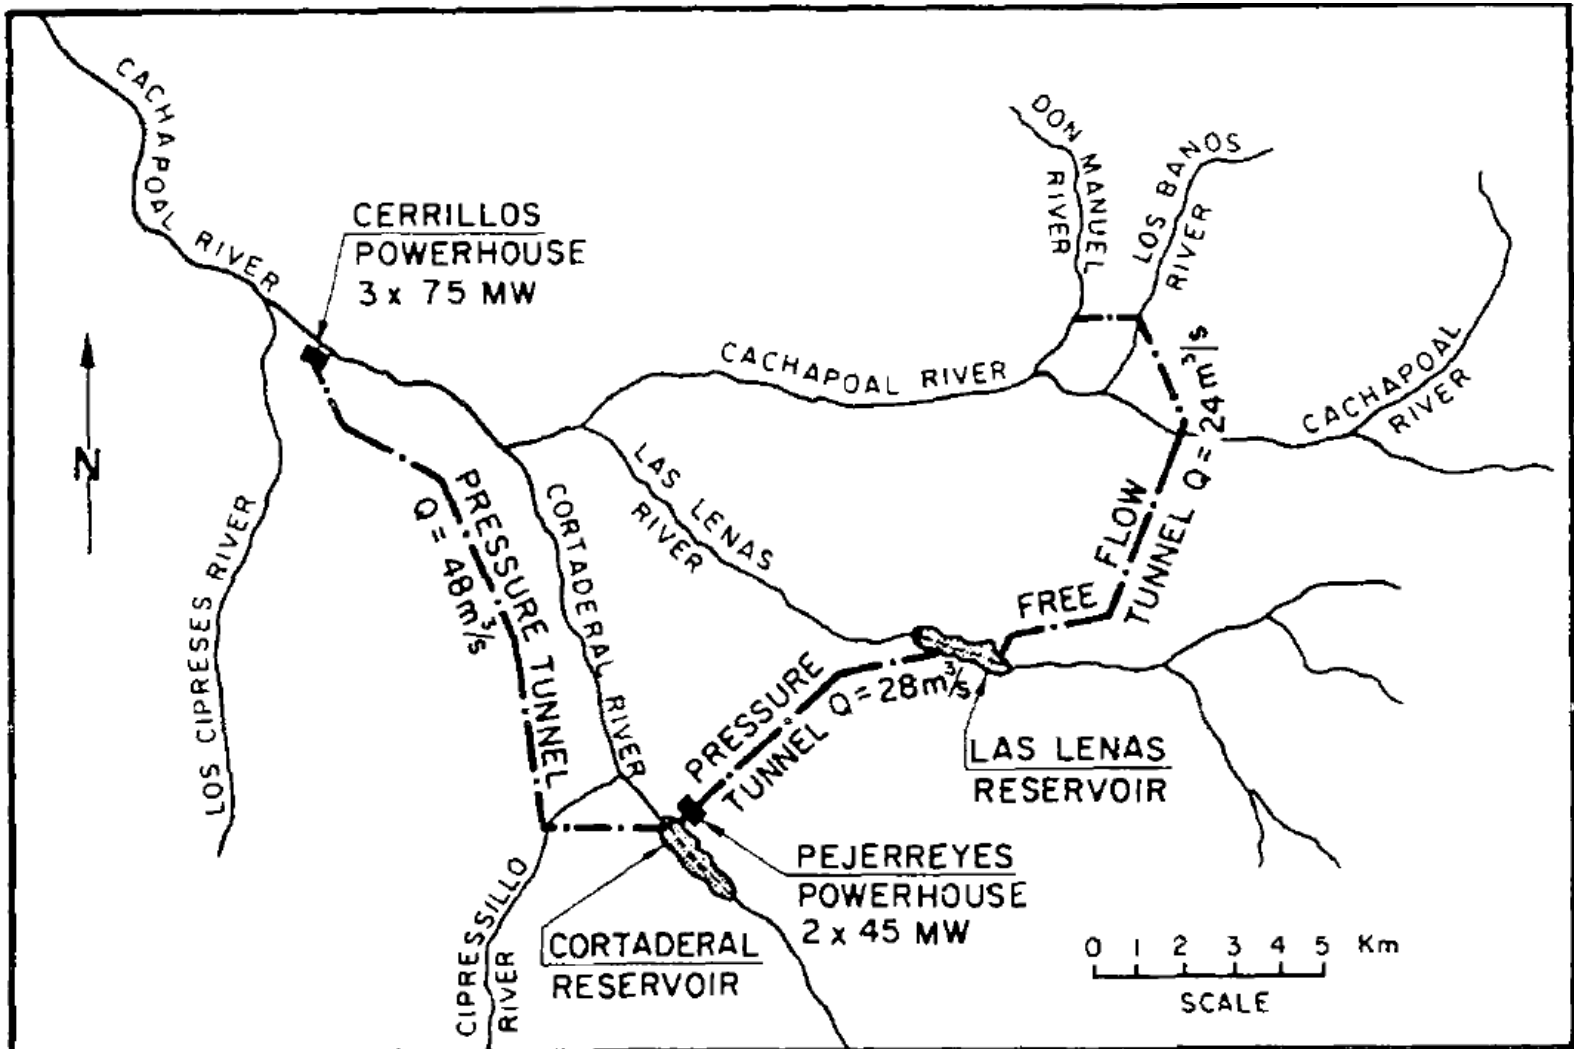 CACHAPOAL RIVER
DON MANUEL
RIVER
LOS BANOS
RIVER
CERRILLOS
POWERHOUSE
3 x 75 MW
CACHAPOAL RIVER
CACHAPOAL
RIVER
N
LAS LENAS
RIVER
PRESSURE TUNNEL
Q = 48m³/s
CORTADERAL RIVER
LOS CIPRESES RIVER
FREE FLOW
TUNNEL Q = 24m³/s
PRESSURE
TUNNEL Q = 28m³/s
LAS LENAS
RESERVOIR
PEJERREYES
POWERHOUSE
2 x 45 MW
CIPRESSILLO
RIVER
CORTADERAL
RESERVOIR
0 1 2 3 4 5 Km
SCALE